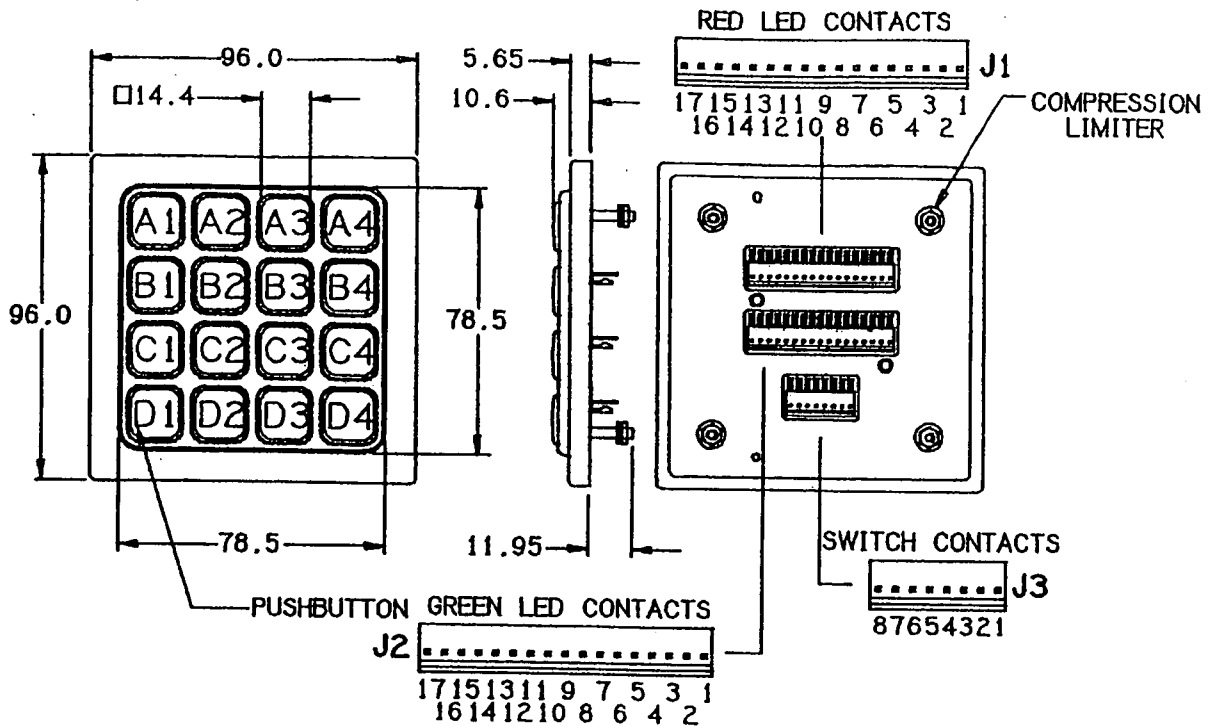 RED LED CONTACTS
J1
17 15 13 11 9 7 5 3 1
16 14 12 10 8 6 4 2
COMPRESSION
LIMITER
96.0
□14.4
5.65
10.6
96.0
A1 A2 A3 A4
B1 B2 B3 B4
C1 C2 C3 C4
D1 D2 D3 D4
78.5
78.5
11.95
SWITCH CONTACTS
J3
87654321
PUSHBUTTON
GREEN LED CONTACTS
J2
17 15 13 11 9 7 5 3 1
16 14 12 10 8 6 4 2